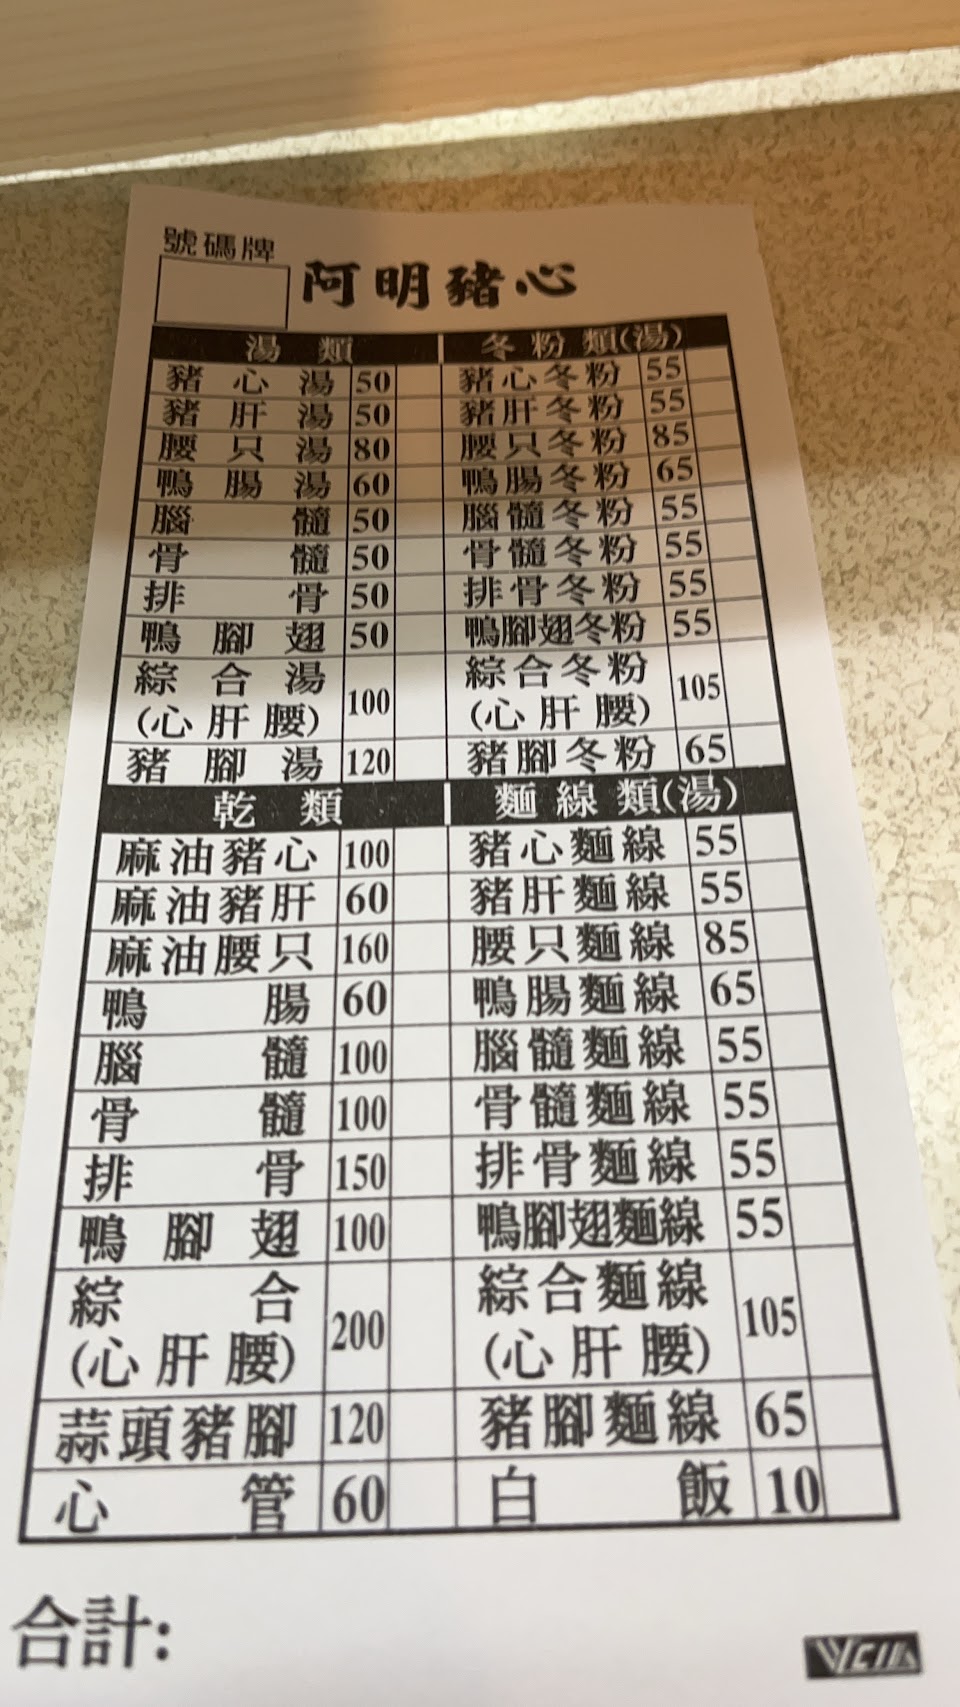 號碼牌
阿明豬心
湯類 冬粉類(湯)
豬心湯 50 豬心冬粉 55
豬肝湯 50 豬肝冬粉 55
腰只湯 80 腰只冬粉 85
鴨腸湯 60 鴨腸冬粉 65
腦髓 50 腦髓冬粉 55
骨髓 50 骨髓冬粉 55
排骨 50 排骨冬粉 55
鴨腳翅 50 鴨腳翅冬粉 55
綜合湯 (心肝腰) 100 綜合冬粉 (心肝腰) 105
豬腳湯 120 豬腳冬粉 65
乾類 麵線類(湯)
麻油豬心 100 豬心麵線 55
麻油豬肝 60 豬肝麵線 55
麻油腰只 160 腰只麵線 85
鴨腸 60 鴨腸麵線 65
腦髓 100 腦髓麵線 55
骨髓 100 骨髓麵線 55
排骨 150 排骨麵線 55
鴨腳翅 100 鴨腳翅麵線 55
綜合 (心肝腰) 200 綜合麵線 (心肝腰) 105
蒜頭豬腳 120 豬腳麵線 65
心管 60 白飯 10
合計: